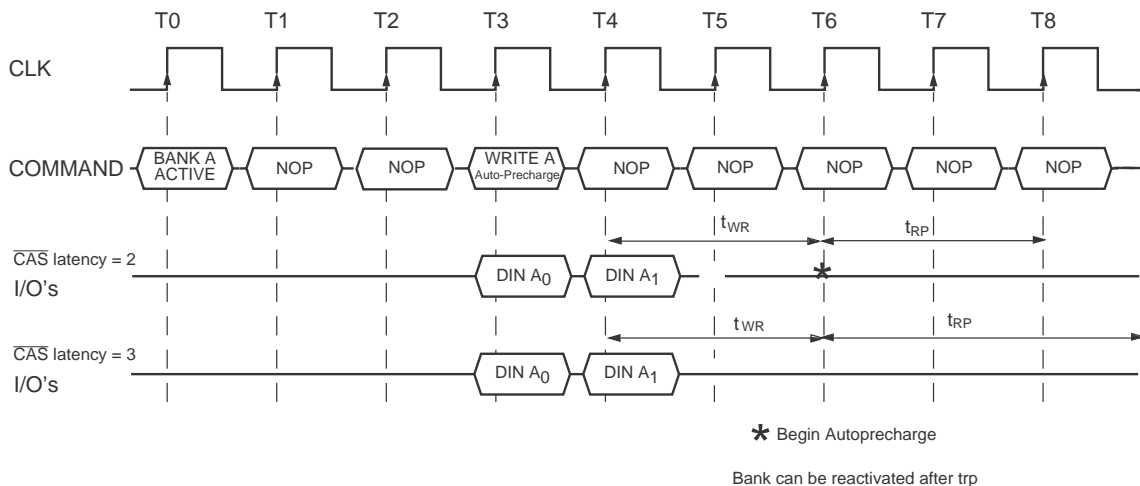 T0 T1 T2 T3 T4 T5 T6 T7 T8
CLK
COMMAND
BANK A
ACTIVE
NOP
NOP
WRITE A
Auto-Precharge
NOP
NOP
NOP
NOP
NOP
tWR
tRP
CAS latency = 2
I/O's
DIN A0
DIN A1
*
tWR
tRP
CAS latency = 3
I/O's
DIN A0
DIN A1
* Begin Autoprecharge
Bank can be reactivated after trp